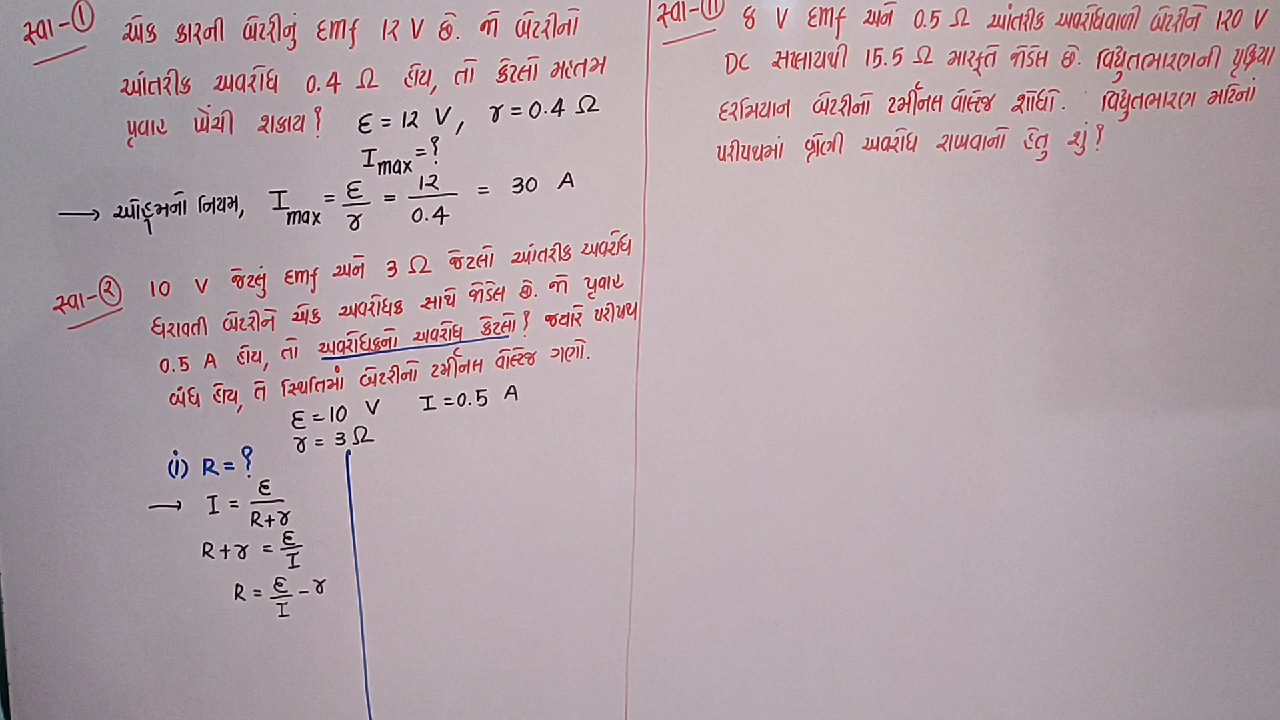 સ્વા-① એક કારની બૅટરીનું emf 12 V છે. જો બૅટરીનો
આંતરીક અવરોધ 0.4 Ω હોય, તો કેટલો મહત્તમ
પ્રવાહ ખેંચી શકાય? ε = 12 V, r = 0.4 Ω
I max = ?
→ ઓહ્મનો નિયમ, I max = ε/r = 12/0.4 = 30 A
સ્વા-② 10 V જેટલું emf અને 3 Ω જેટલો આંતરીક અવરોધ
ધરાવતી બૅટરીને એક અવરોધક સાથે જોડેલ છે. જો પ્રવાહ
0.5 A હોય, તો અવરોધકનો અવરોધ કેટલો? જ્યારે પરીપથ
બંધ હોય, તે સ્થિતિમાં બૅટરીનો ટર્મીનલ વૉલ્ટેજ ગણો.
ε = 10 V I = 0.5 A
r = 3 Ω
(i) R = ?
→ I = ε/(R+r)
R+r = ε/I
R = ε/I - r
સ્વા-⑪ 8 V emf અને 0.5 Ω આંતરીક અવરોધવાળી બૅટરીને 120 V
DC સપ્લાયથી 15.5 Ω મારફતે જોડેલ છે. વિદ્યુતભારણની પ્રક્રિયા
દરમિયાન બૅટરીનો ટર્મીનલ વૉલ્ટેજ શોધો. વિદ્યુતભારણ માટેના
પરીપથમાં શ્રેણી અવરોધ રાખવાનો હેતુ શું?